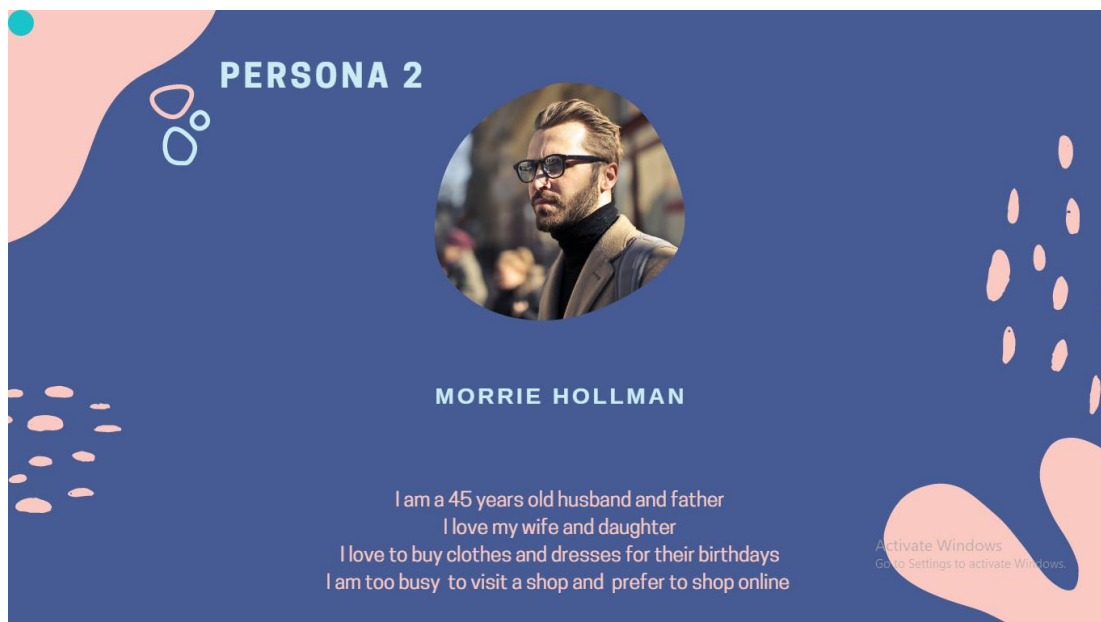 PERSONA 2
MORRIE HOLLMAN
I am a 45 years old husband and father
I love my wife and daughter
I love to buy clothes and dresses for their birthdays
I am too busy to visit a shop and prefer to shop online
Activate Windows
Go to Settings to activate Windows.